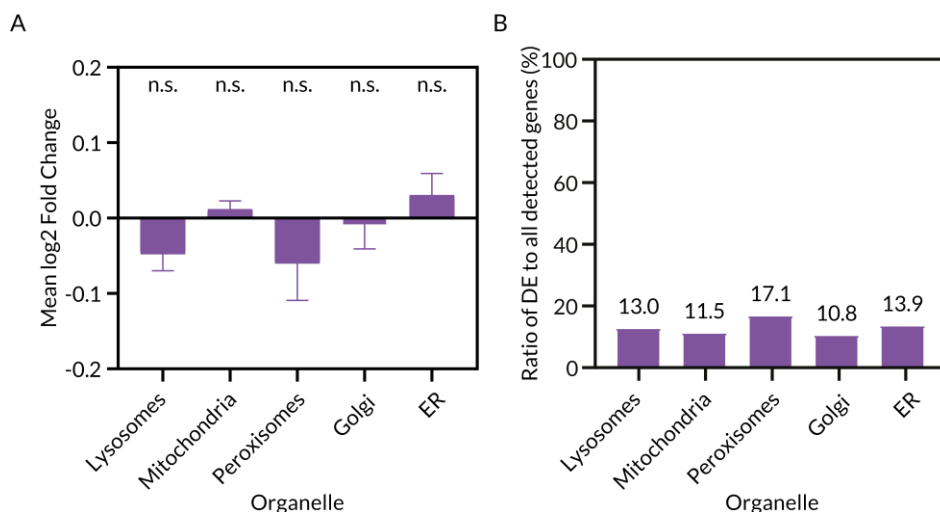 A
Mean log2 Fold Change
0.2
0.1
0.0
-0.1
-0.2
n.s.
n.s.
n.s.
n.s.
n.s.
Lysosomes
Mitochondria
Peroxisomes
Golgi
ER
Organelle
B
Ratio of DE to all detected genes (%)
100
80
60
40
20
0
13.0
11.5
17.1
10.8
13.9
Lysosomes
Mitochondria
Peroxisomes
Golgi
ER
Organelle